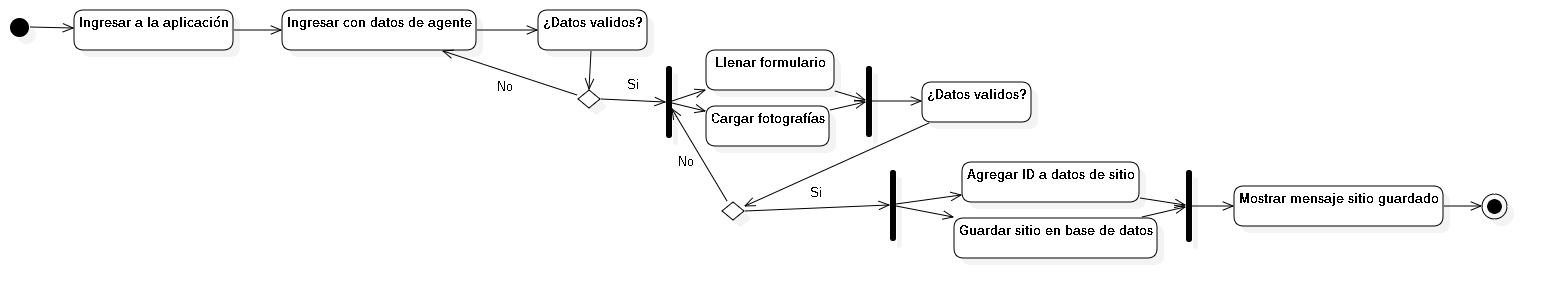 Ingresar a la aplicación
Ingresar con datos de agente
¿Datos validos?
No
Si
Llenar formulario
Cargar fotografías
¿Datos validos?
No
Si
Agregar ID a datos de sitio
Guardar sitio en base de datos
Mostrar mensaje sitio guardado